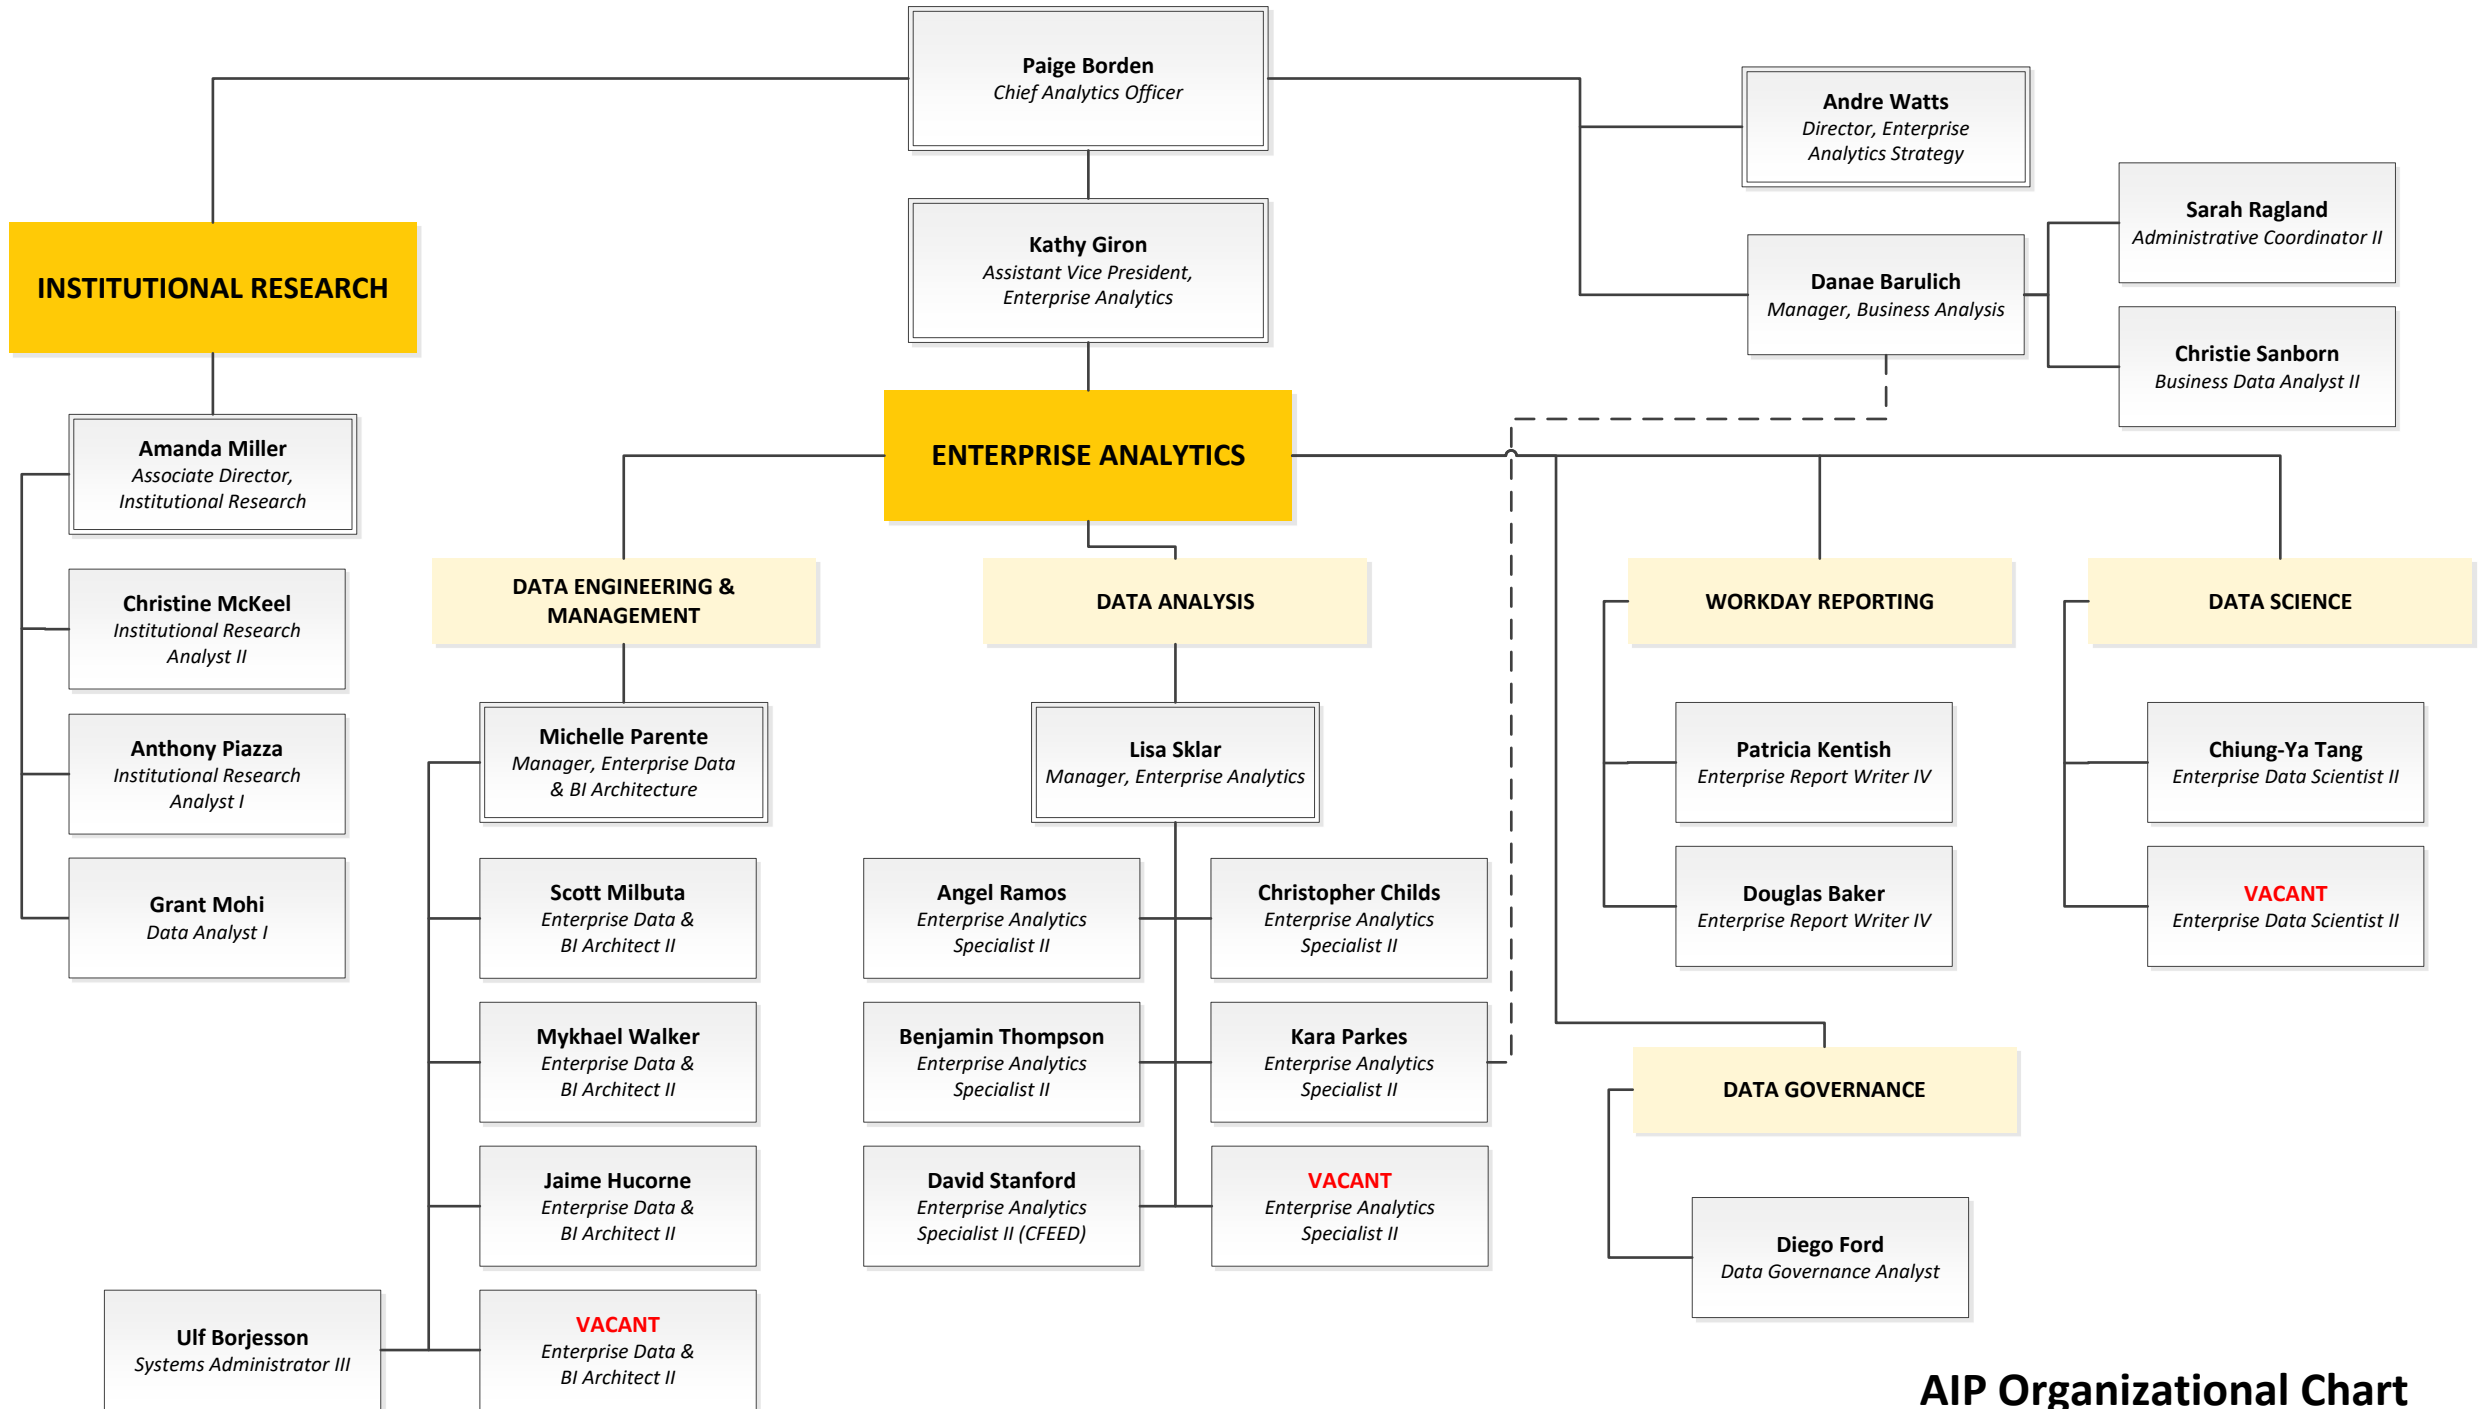 Paige Borden
Chief Analytics Officer
Andre Watts
Director, Enterprise
Analytics Strategy
Sarah Ragland
Administrative Coordinator II
Kathy Giron
Assistant Vice President,
Enterprise Analytics
Danae Barulich
Manager, Business Analysis
Christie Sanborn
Business Data Analyst II
INSTITUTIONAL RESEARCH
Amanda Miller
Associate Director,
Institutional Research
Christine McKeel
Institutional Research
Analyst II
Anthony Piazza
Institutional Research
Analyst I
Grant Mohi
Data Analyst I
ENTERPRISE ANALYTICS
DATA ENGINEERING &
MANAGEMENT
Michelle Parente
Manager, Enterprise Data
& BI Architecture
Scott Milbuta
Enterprise Data &
BI Architect II
Mykhael Walker
Enterprise Data &
BI Architect II
Jaime Hucorne
Enterprise Data &
BI Architect II
Ulf Borjesson
Systems Administrator III
VACANT
Enterprise Data &
BI Architect II
DATA ANALYSIS
Lisa Sklar
Manager, Enterprise Analytics
Angel Ramos
Enterprise Analytics
Specialist II
Christopher Childs
Enterprise Analytics
Specialist II
Benjamin Thompson
Enterprise Analytics
Specialist II
Kara Parkes
Enterprise Analytics
Specialist II
David Stanford
Enterprise Analytics
Specialist II (CFEED)
VACANT
Enterprise Analytics
Specialist II
WORKDAY REPORTING
Patricia Kentish
Enterprise Report Writer IV
Douglas Baker
Enterprise Report Writer IV
DATA SCIENCE
Chiung-Ya Tang
Enterprise Data Scientist II
VACANT
Enterprise Data Scientist II
DATA GOVERNANCE
Diego Ford
Data Governance Analyst
AIP Organizational Chart